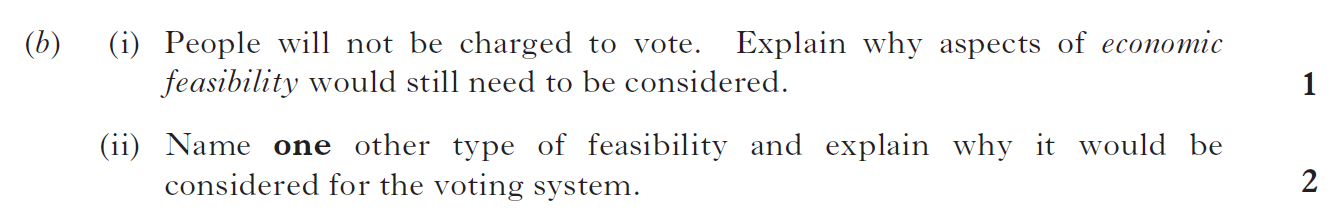 (b) (i) People will not be charged to vote. Explain why aspects of economic
feasibility would still need to be considered. 1
(ii) Name one other type of feasibility and explain why it would be
considered for the voting system. 2